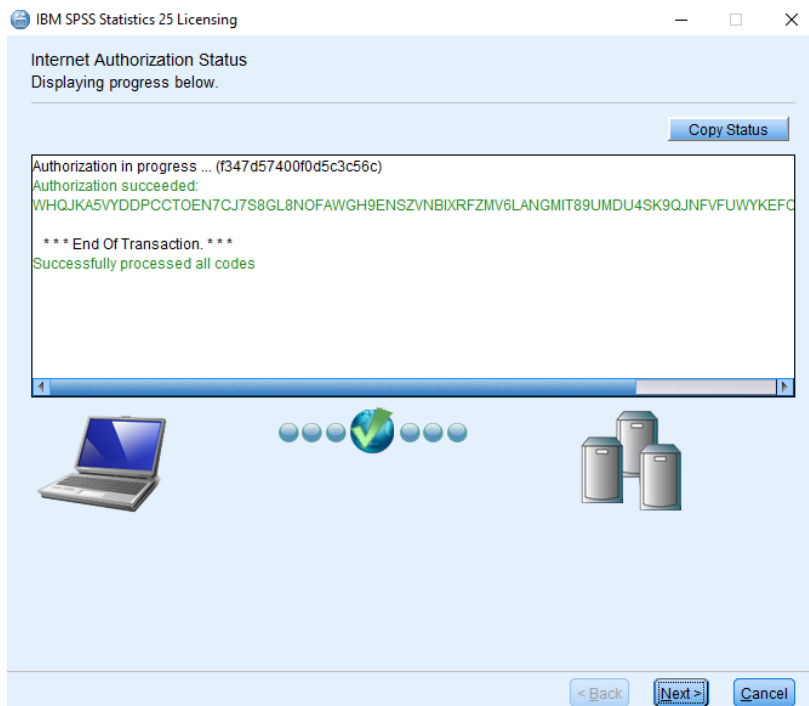 IBM SPSS Statistics 25 Licensing
Internet Authorization Status
Displaying progress below.
Copy Status
Authorization in progress ... (f347d57400f0d5c3c56c)
Authorization succeeded:
WHQJKA5VYDDPCCTOEN7CJ7S8GL8NOFAWGH9ENSZVNBIXRFZMV6LANGMIT89UMDU4SK9QJNFVFUWYKEFC
* * * End Of Transaction. * * *
Successfully processed all codes
< Back
Next >
Cancel